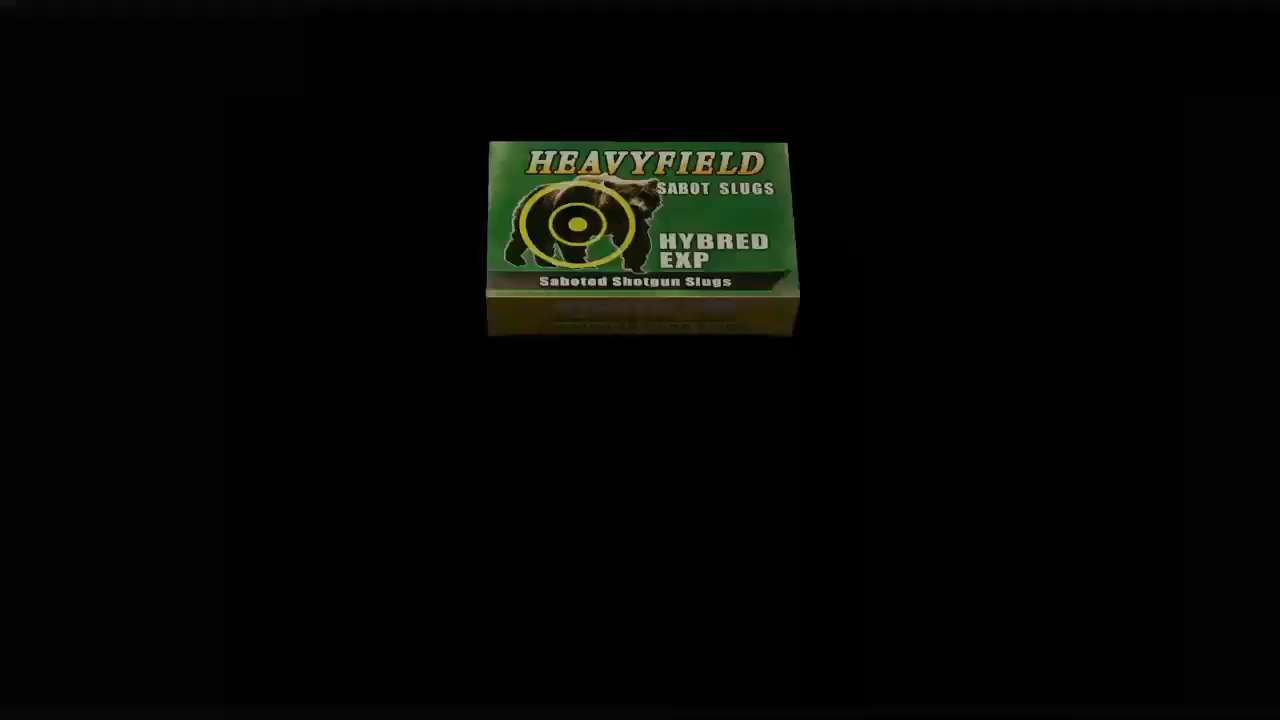 HEAVYFIELD
SABOT SLUGS
HYBRED
EXP
Saboted Shotgun Slugs